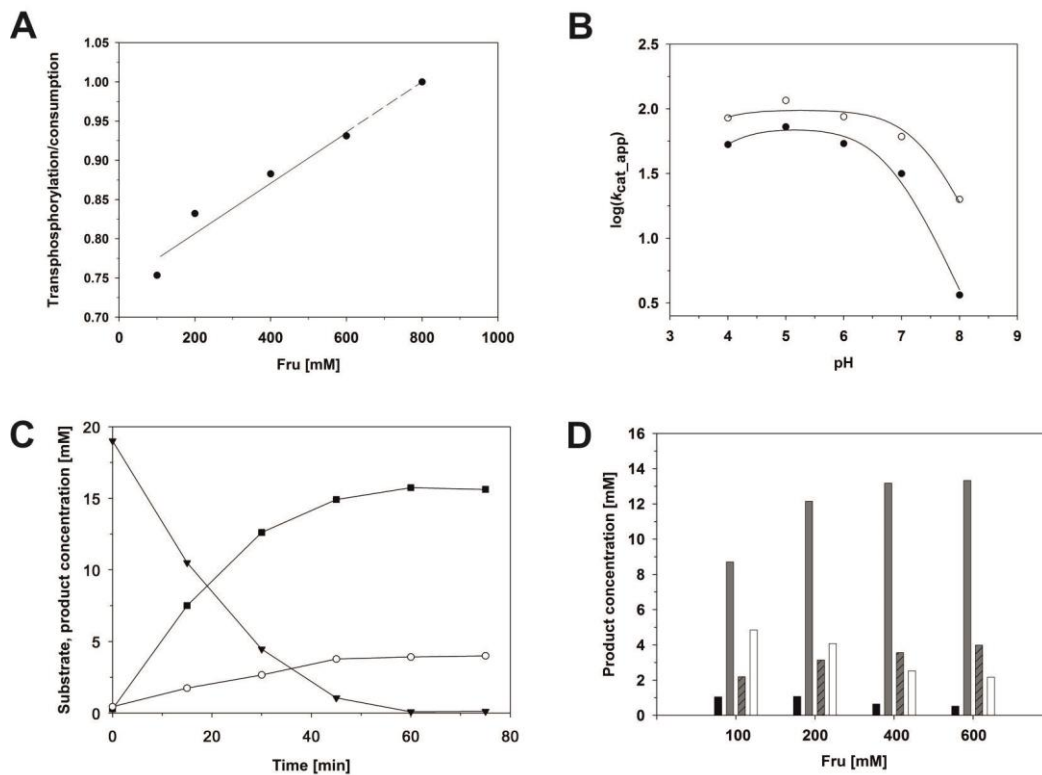 A
Transphosphorylation/consumption
1.05
1.00
0.95
0.90
0.85
0.80
0.75
0.70
0 200 400 600 800 1000
Fru [mM]
B
log(kcat_app)
2.5
2.0
1.5
1.0
0.5
3 4 5 6 7 8 9
pH
C
Substrate, product concentration [mM]
20
15
10
5
0
0 20 40 60 80
Time [min]
D
Product concentration [mM]
16
14
12
10
8
6
4
2
0
100 200 400 600
Fru [mM]